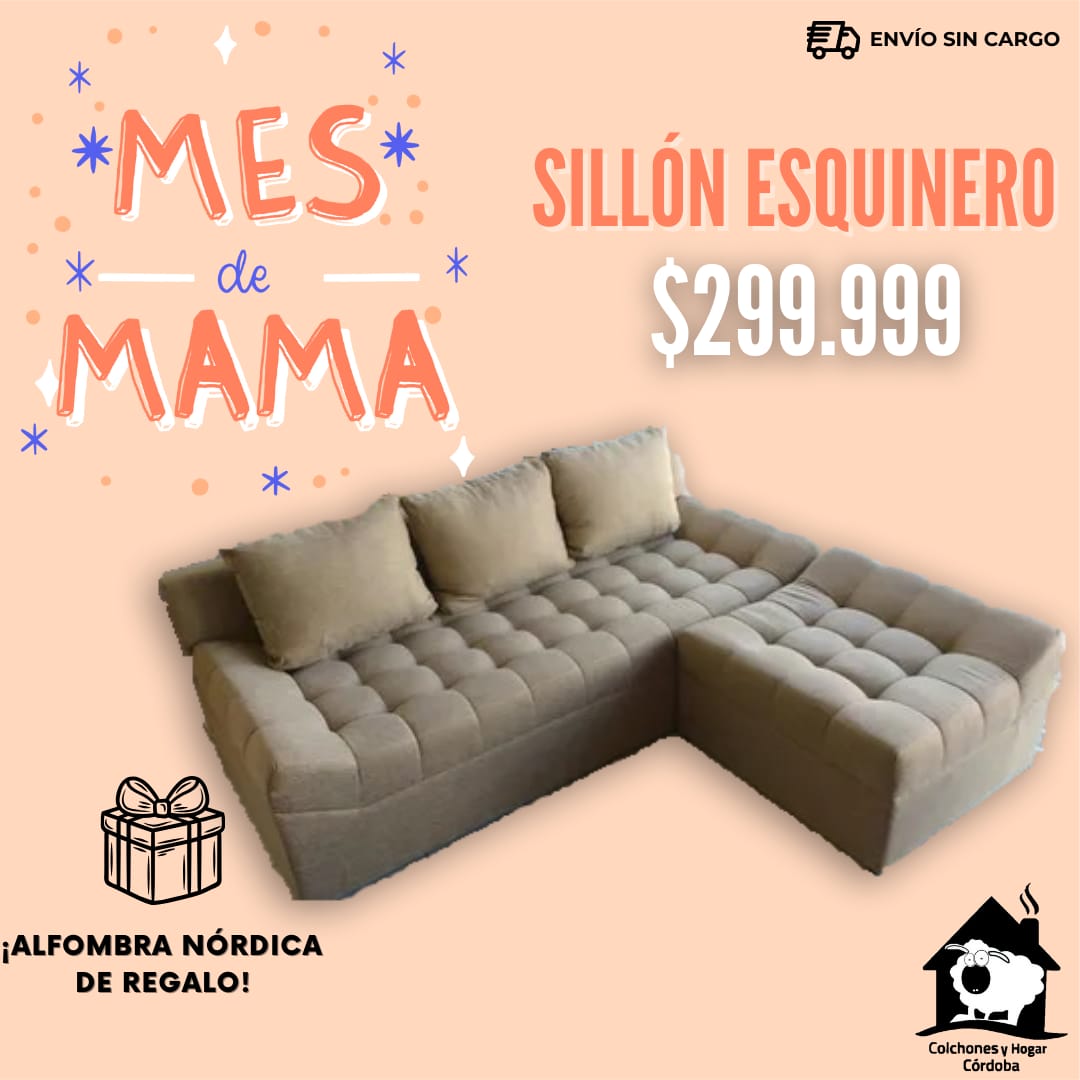 ENVÍO SIN CARGO
MES
de
MAMA
SILLÓN ESQUINERO
$299.999
¡ALFOMBRA NÓRDICA
DE REGALO!
Colchones y Hogar
Córdoba